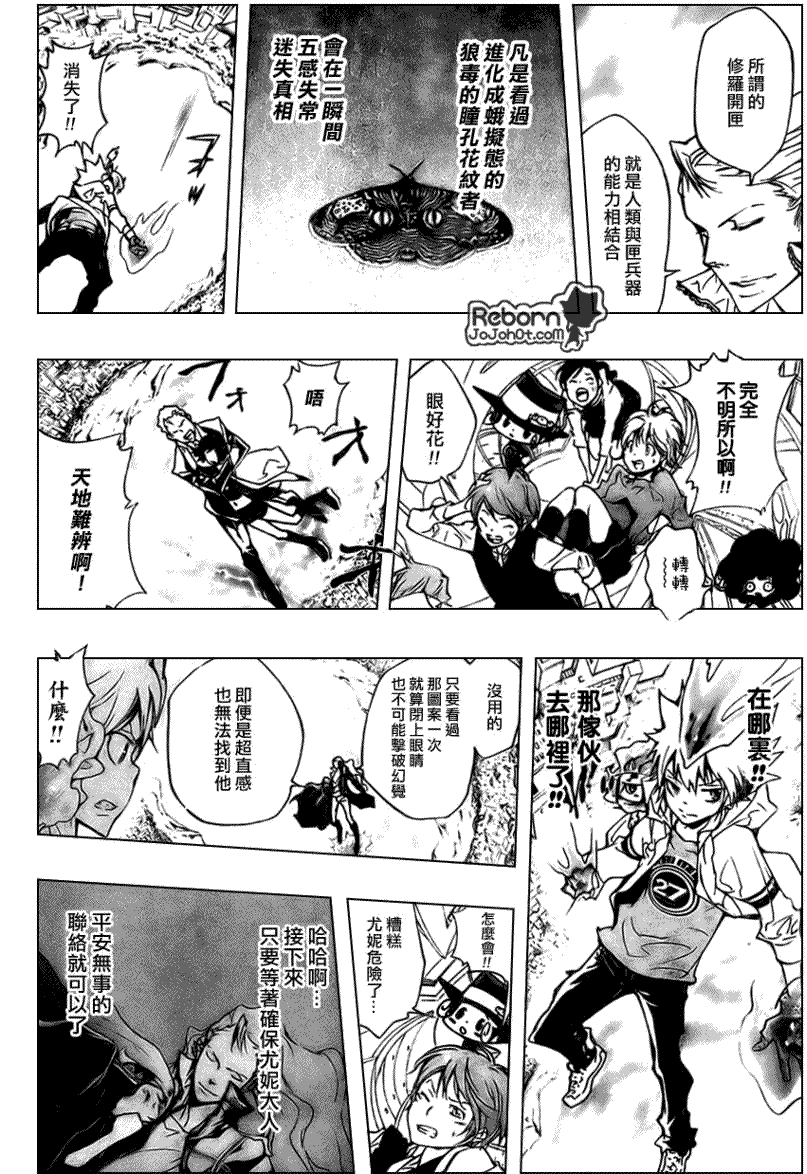 所謂的
修羅開匣
就是人類與匣兵器
的能力相結合
凡是看過
進化成蛾擬態的
狼毒的瞳孔花紋者
會在一瞬間
五感失常
迷失真相
消失了!!
Reborn
JoJohot.com
完全
不明所以啊!!
眼好花!!
轉轉
唔
天地難辨啊！
在哪裏!!
那傢伙
去哪裡了!!
27
沒用的
只要看過
那圖案一次
就算閉上眼睛
也不可能擊破幻覺
即便是超直感
也無法找到他
什麼!!
怎麼會!!
糟糕
尤妮危險了…
哈哈啊…
接下來
只要等著確保尤妮大人
平安無事的
聯絡就可以了